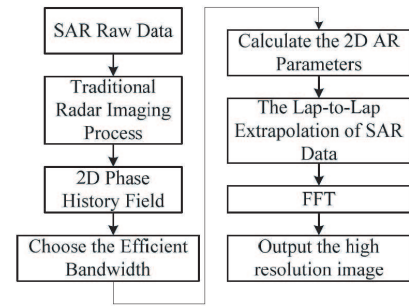 SAR Raw Data
Traditional
Radar Imaging
Process
2D Phase
History Field
Choose the Efficient
Bandwidth
Calculate the 2D AR
Parameters
The Lap-to-Lap
Extrapolation of SAR
Data
FFT
Output the high
resolution image